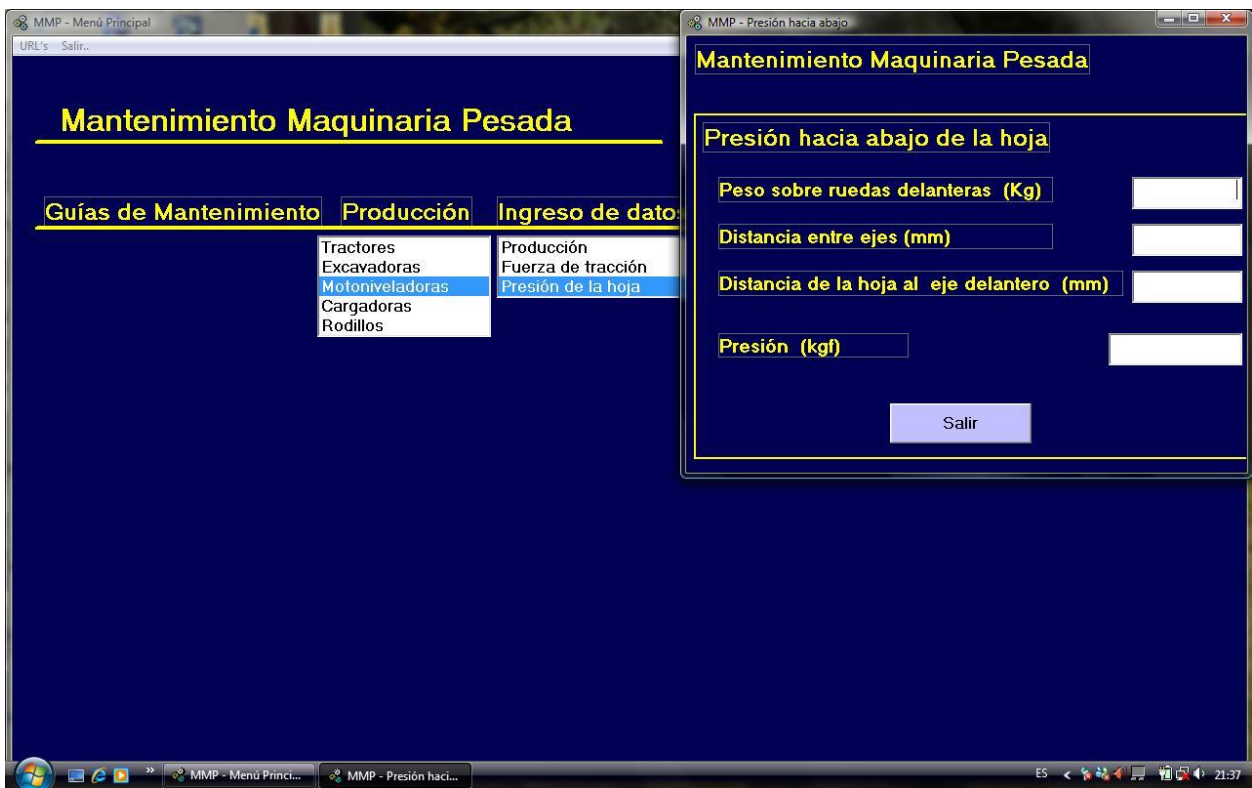 MMP - Menú Principal
URL's Salir..
Mantenimiento Maquinaria Pesada
Guías de Mantenimiento Producción Ingreso de datos
Tractores
Excavadoras
Motoniveladoras
Cargadoras
Rodillos
Producción
Fuerza de tracción
Presión de la hoja
MMP - Presión hacia abajo
Mantenimiento Maquinaria Pesada
Presión hacia abajo de la hoja
Peso sobre ruedas delanteras (Kg)
Distancia entre ejes (mm)
Distancia de la hoja al eje delantero (mm)
Presión (kgf)
Salir
» MMP - Menú Princi... MMP - Presión haci... ES < 21:37